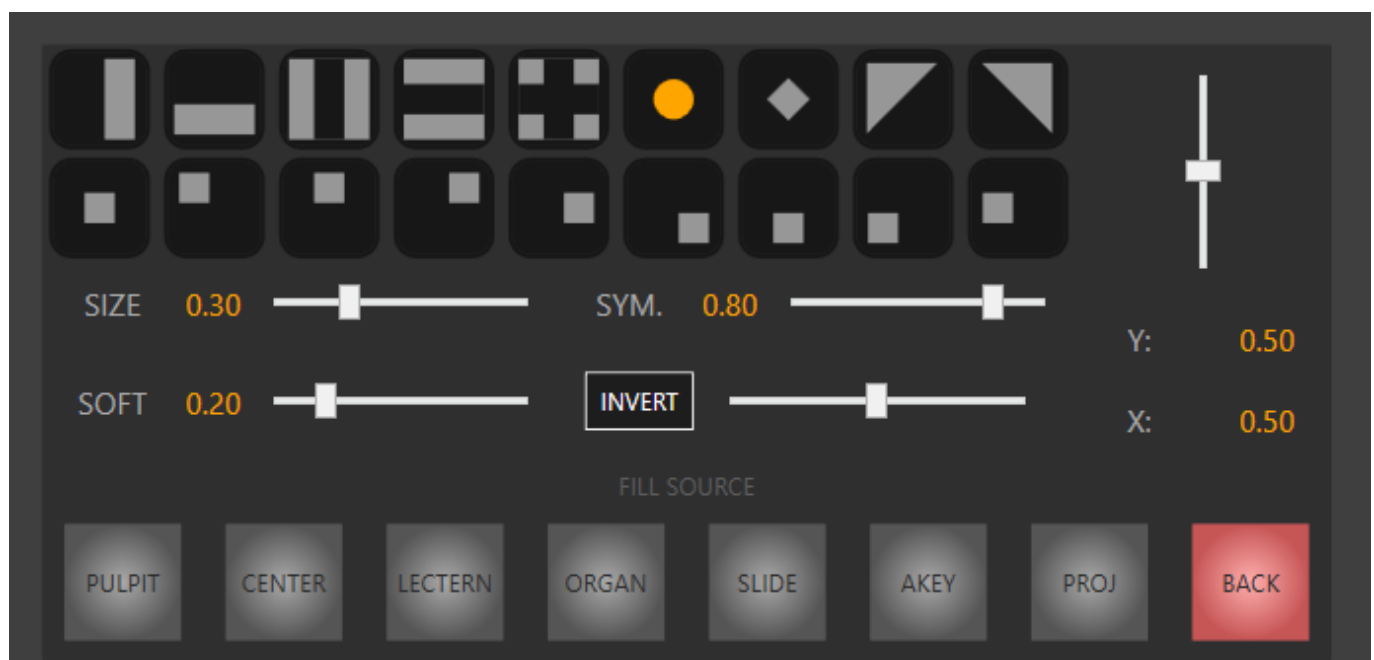 SIZE 0.30 SYM. 0.80
Y: 0.50
SOFT 0.20 INVERT
X: 0.50
FILL SOURCE
PULPIT CENTER LECTERN ORGAN SLIDE AKEY PROJ BACK